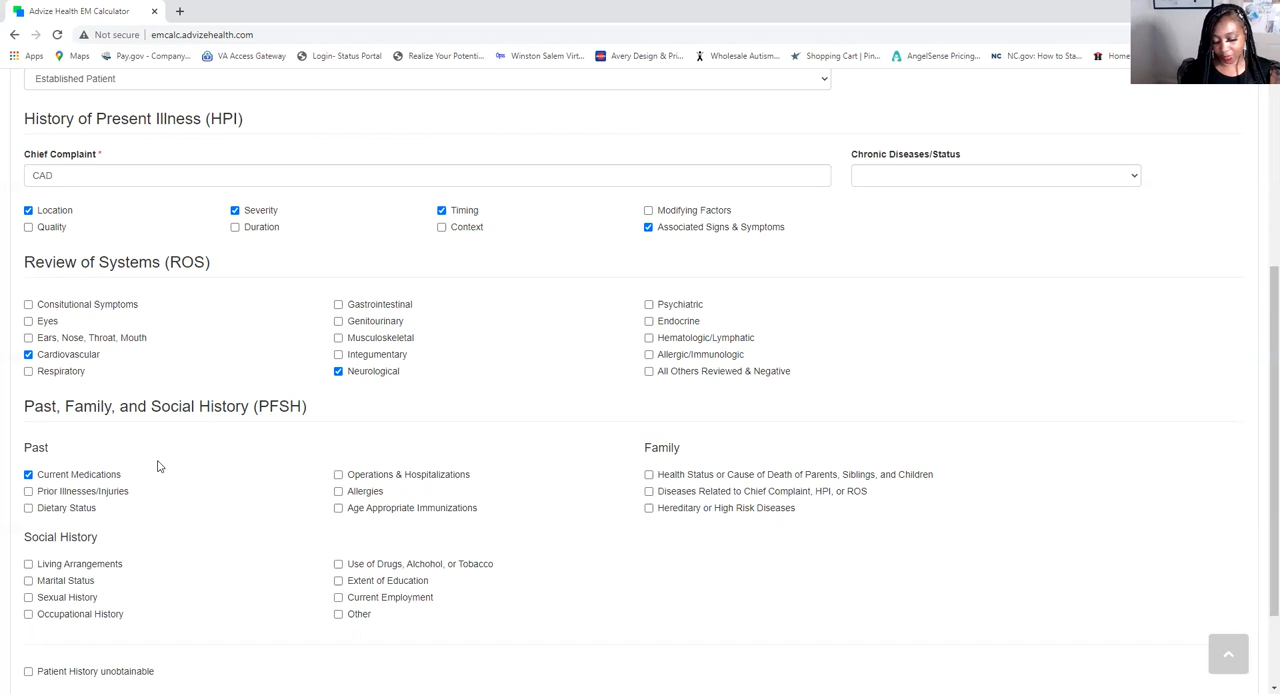 Advize Health EM Calculator
Not secure | emcalc.advizehealth.com
Apps Maps Pay.gov - Company... VA Access Gateway Login- Status Portal Realize Your Potenti... Winston Salem Virt... Avery Design & Pri... Wholesale Autism... Shopping Cart | Pin... AngelSense Pricing... NC NC.gov: How to Sta... Home
Established Patient
History of Present Illness (HPI)
Chief Complaint * Chronic Diseases/Status
CAD
Location Severity Timing Modifying Factors
Quality Duration Context Associated Signs & Symptoms
Review of Systems (ROS)
Consitutional Symptoms Gastrointestinal Psychiatric
Eyes Genitourinary Endocrine
Ears, Nose, Throat, Mouth Musculoskeletal Hematologic/Lymphatic
Cardiovascular Integumentary Allergic/Immunologic
Respiratory Neurological All Others Reviewed & Negative
Past, Family, and Social History (PFSH)
Past Family
Current Medications Operations & Hospitalizations Health Status or Cause of Death of Parents, Siblings, and Children
Prior Illnesses/Injuries Allergies Diseases Related to Chief Complaint, HPI, or ROS
Dietary Status Age Appropriate Immunizations Hereditary or High Risk Diseases
Social History
Living Arrangements Use of Drugs, Alchohol, or Tobacco
Marital Status Extent of Education
Sexual History Current Employment
Occupational History Other
Patient History unobtainable